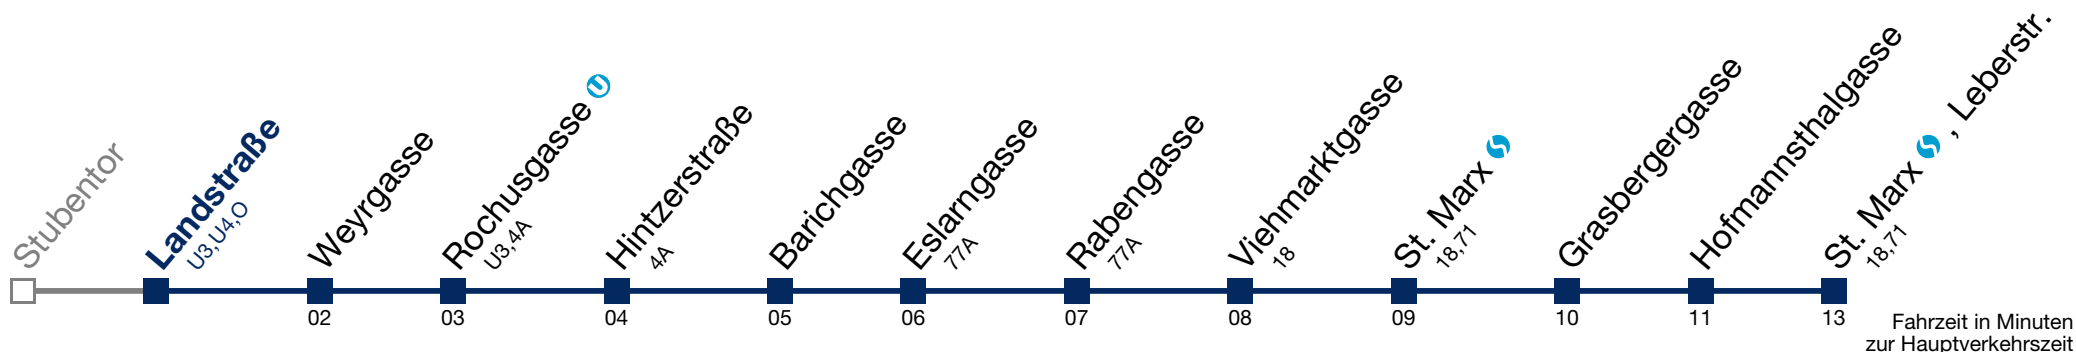 Stubentor
Landstraße
U3,U4,O
Weyrgasse
02
Rochusgasse U
U3,4A
03
Hintzerstraße
4A
04
Barichgasse
05
Eslarngasse
77A
06
Rabengasse
77A
07
Viehmarktgasse
18
08
St. Marx S
18,71
09
Grasbergergasse
10
Hofmannsthalgasse
11
St. Marx S , Leberstr.
18,71
13
Fahrzeit in Minuten
zur Hauptverkehrszeit